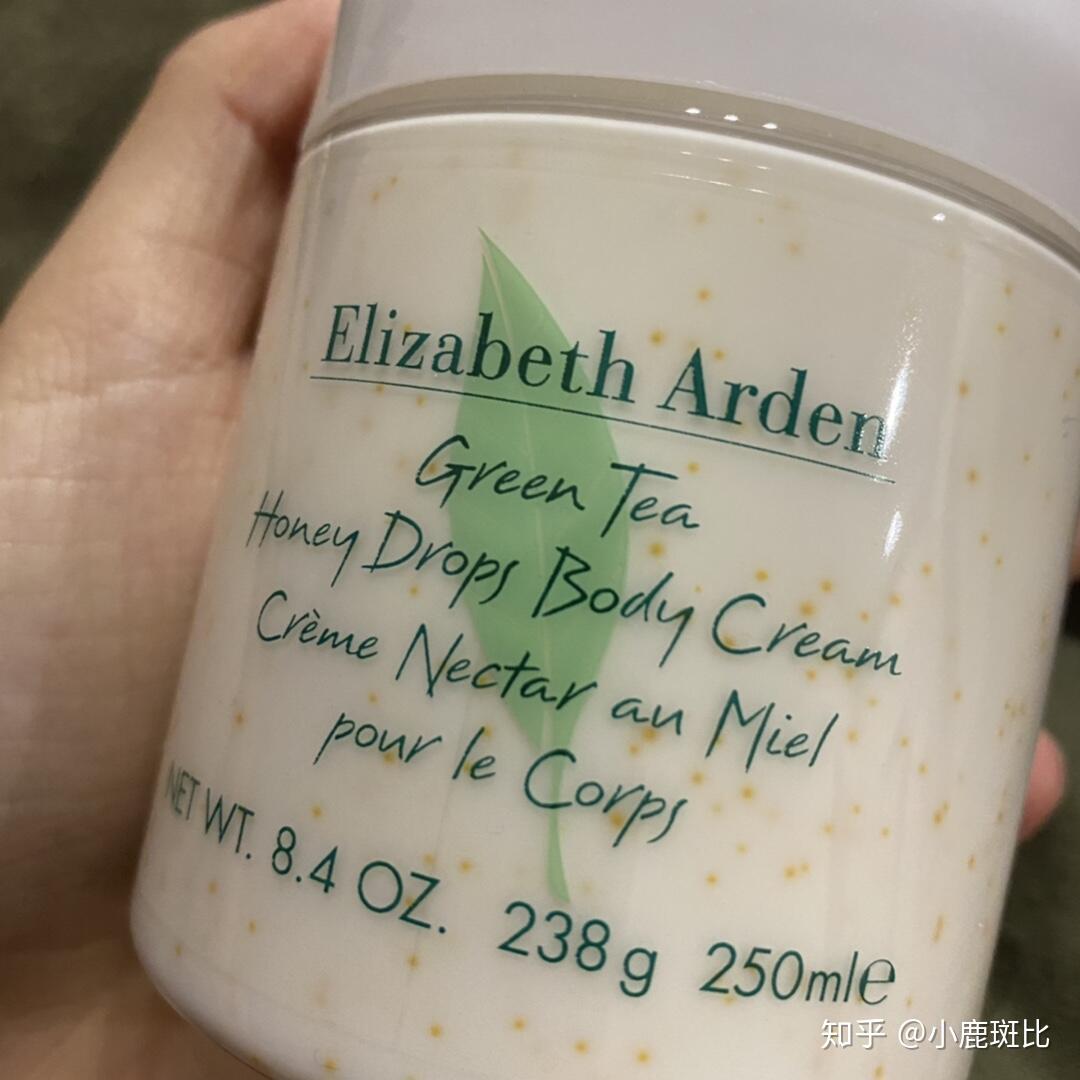 Elizabeth Arden
Green Tea
Honey Drops Body Cream
Crème Nectar au Miel
pour le Corps
NET WT. 8.4 OZ. 238g 250ml℮
知乎 @小鹿斑比